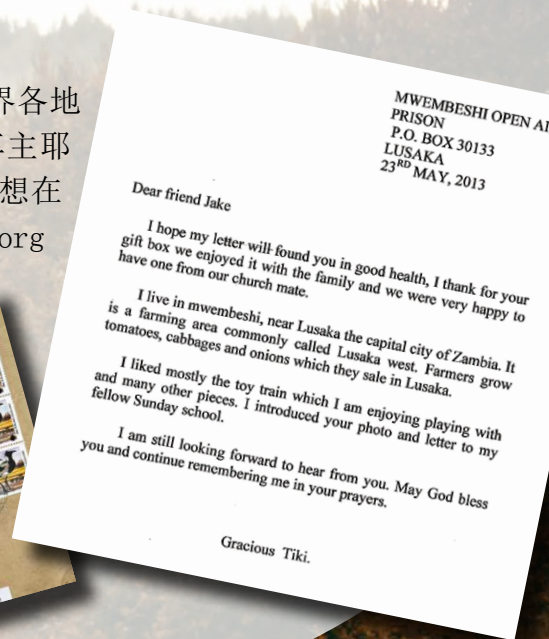 界各地
主耶
想在
org
MWEMBESHI OPEN
PRISON
P.O. BOX 30133
LUSAKA
23RD MAY, 2013
Dear friend Jake
I hope my letter will found you in good health, I thank for your
gift box we enjoyed it with the family and we were very happy to
have one from our church mate.
I live in mwembeshi, near Lusaka the capital city of Zambia. It
is a farming area commonly called Lusaka west. Farmers grow
tomatoes, cabbages and onions which they sale in Lusaka.
I liked mostly the toy train which I am enjoying playing with
and many other pieces. I introduced your photo and letter to my
fellow Sunday school.
I am still looking forward to hear from you. May God bless
you and continue remembering me in your prayers.
Gracious Tiki.